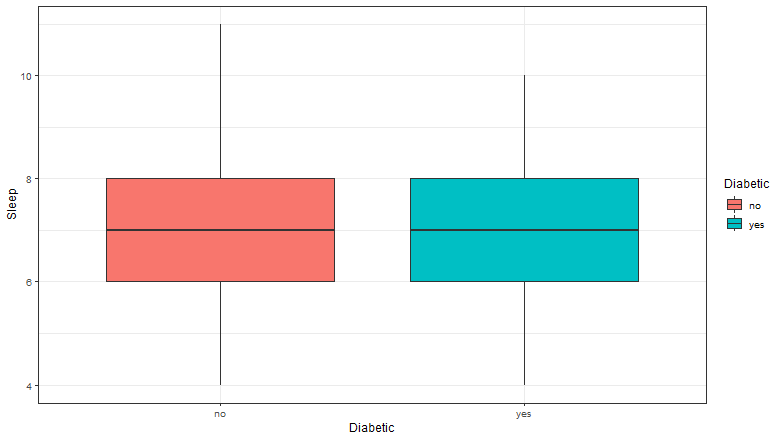 10
8
6
4
Sleep
no
yes
Diabetic
Diabetic
no
yes